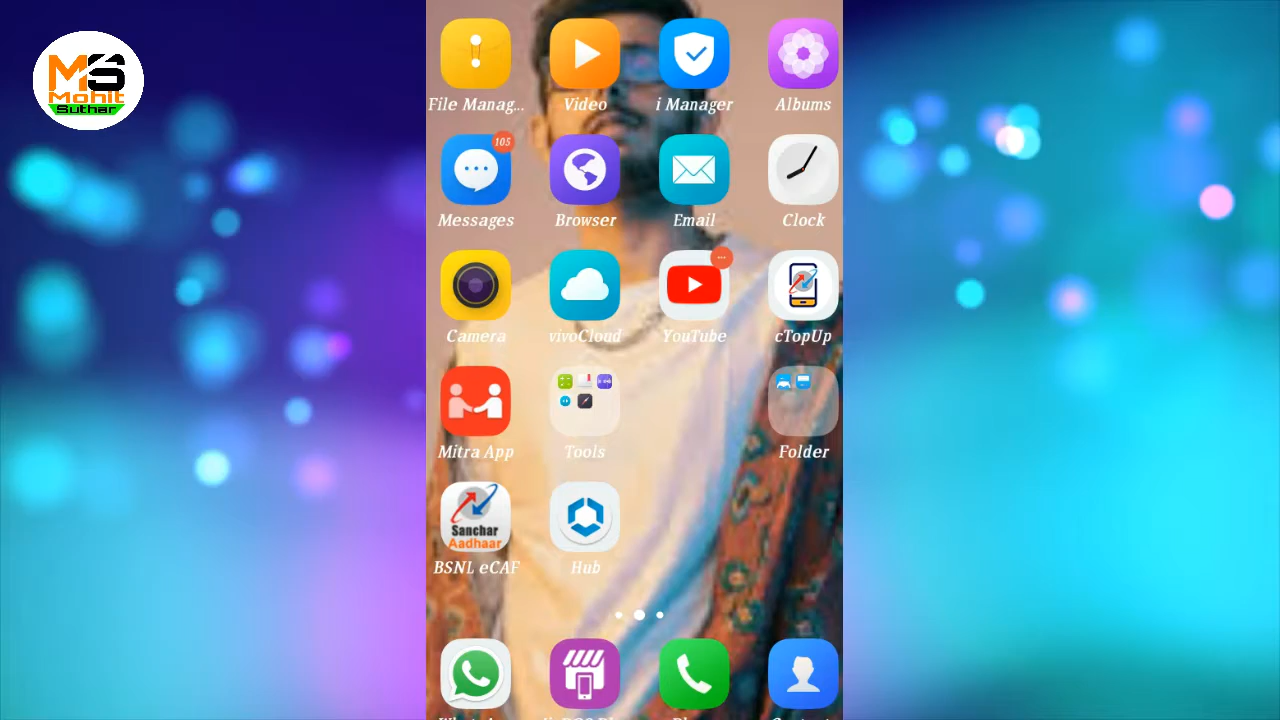 MS
Mohit
Suthar
File Manag...
Video
i Manager
Albums
105
Messages
Browser
Email
Clock
Camera
vivoCloud
YouTube
cTopUp
Mitra App
Tools
Folder
Sanchar
Aadhaar
BSNL eCAF
Hub